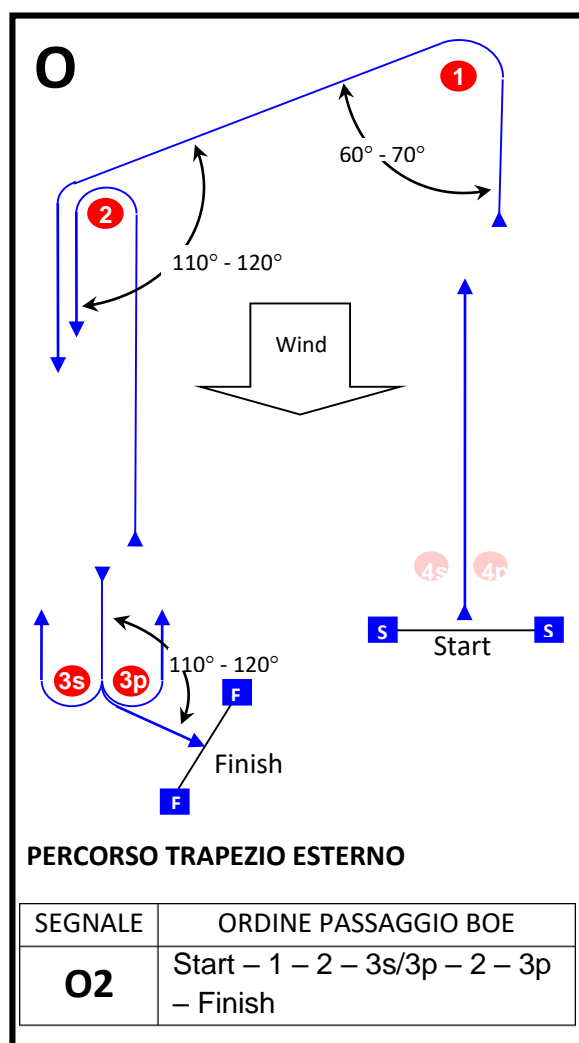 O
1
60° - 70°
2
110° - 120°
Wind
4s 4p
S S
Start
110° - 120°
3s 3p
F
Finish
F
PERCORSO TRAPEZIO ESTERNO
SEGNALE ORDINE PASSAGGIO BOE
O2 Start – 1 – 2 – 3s/3p – 2 – 3p
– Finish